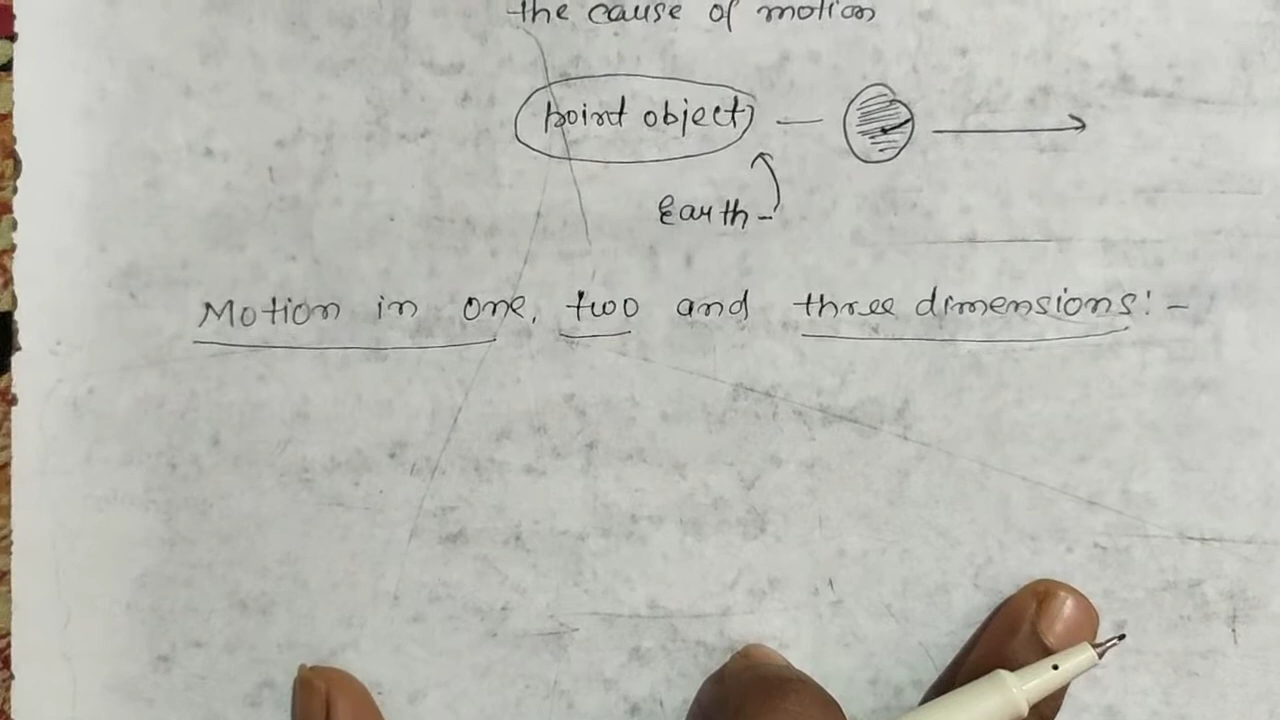 the cause of motion
point object —
Earth -
Motion in one, two and three dimensions: -